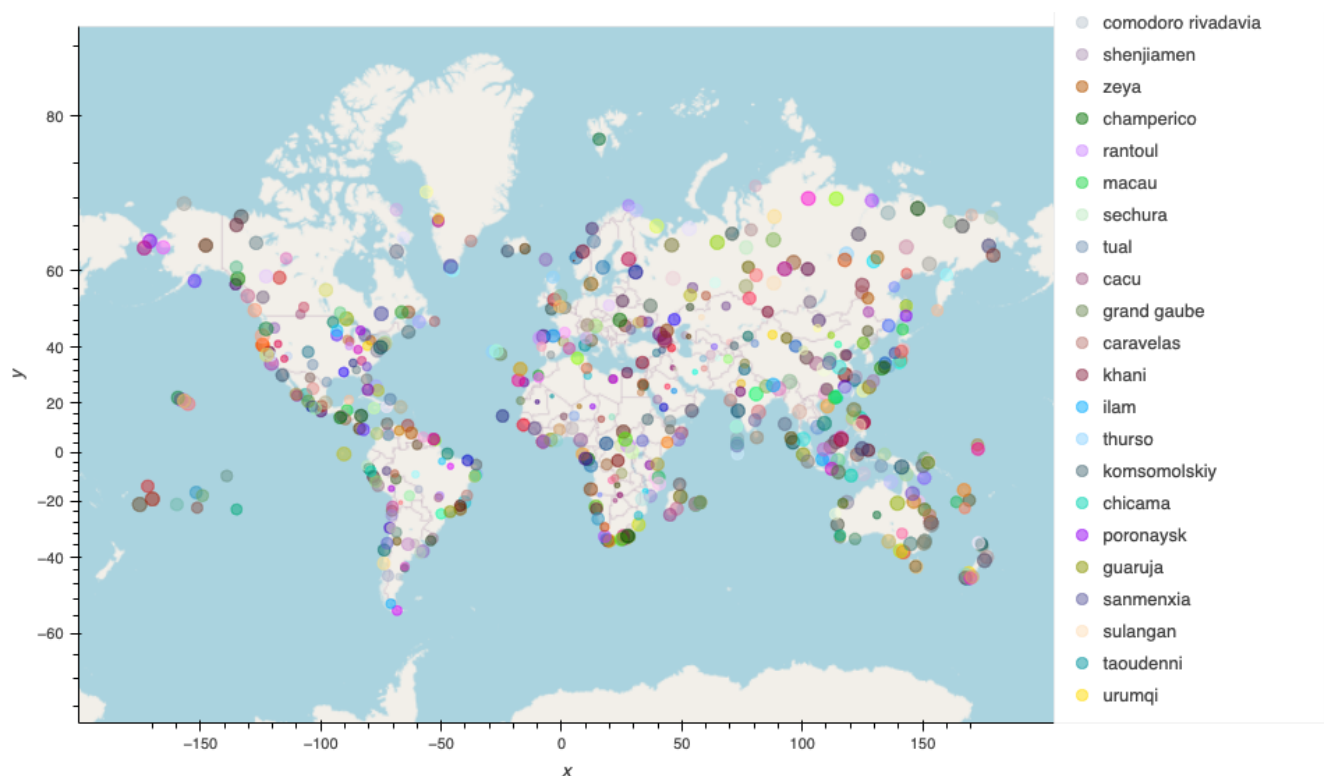 comodoro rivadavia
shenjiamen
zeya
champerico
rantoul
macau
sechura
tual
cacu
grand gaube
caravelas
khani
ilam
thurso
komsomolskiy
chicama
poronaysk
guaruja
sanmenxia
sulangan
taoudenni
urumqi
80
60
40
20
0
−20
−40
−60
y
−150
−100
−50
0
50
100
150
x